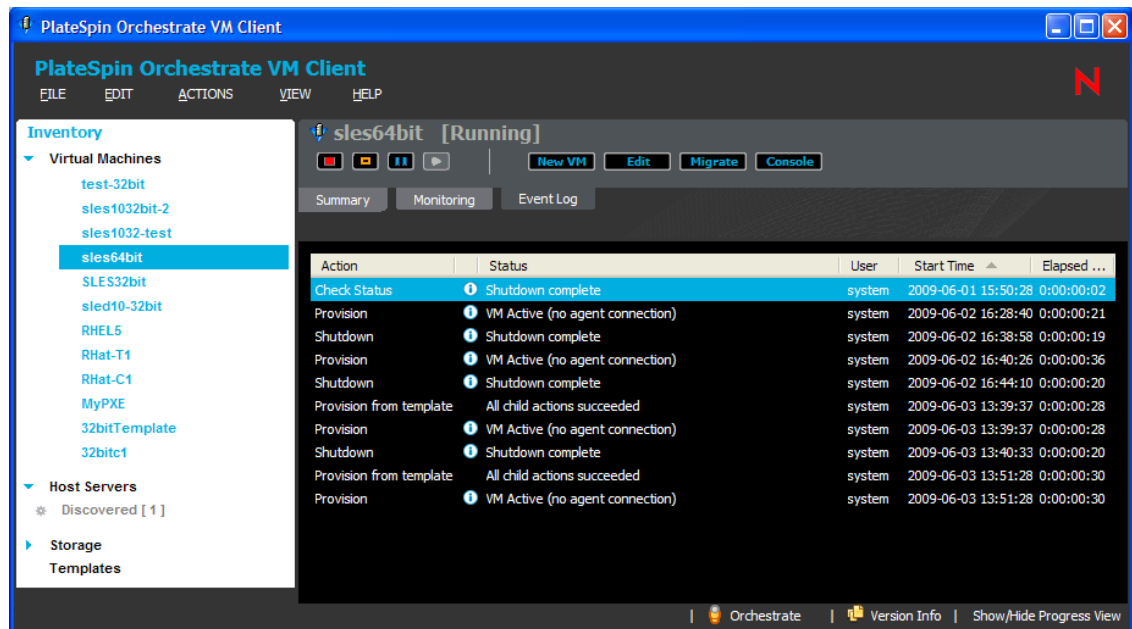 PlateSpin Orchestrate VM Client
PlateSpin Orchestrate VM Client
FILE EDIT ACTIONS VIEW HELP
N
Inventory
Virtual Machines
test-32bit
sles1032bit-2
sles1032-test
sles64bit
SLES32bit
sled10-32bit
RHEL5
RHat-T1
RHat-C1
MyPXE
32bitTemplate
32bitc1
Host Servers
Discovered [ 1 ]
Storage
Templates
sles64bit [Running]
New VM Edit Migrate Console
Summary Monitoring Event Log
Action Status User Start Time Elapsed ...
Check Status Shutdown complete system 2009-06-01 15:50:28 0:00:00:02
Provision VM Active (no agent connection) system 2009-06-02 16:28:40 0:00:00:21
Shutdown Shutdown complete system 2009-06-02 16:38:58 0:00:00:19
Provision VM Active (no agent connection) system 2009-06-02 16:40:26 0:00:00:36
Shutdown Shutdown complete system 2009-06-02 16:44:10 0:00:00:20
Provision from template All child actions succeeded system 2009-06-03 13:39:37 0:00:00:28
Provision VM Active (no agent connection) system 2009-06-03 13:39:37 0:00:00:28
Shutdown Shutdown complete system 2009-06-03 13:40:33 0:00:00:20
Provision from template All child actions succeeded system 2009-06-03 13:51:28 0:00:00:30
Provision VM Active (no agent connection) system 2009-06-03 13:51:28 0:00:00:30
| Orchestrate | Version Info | Show/Hide Progress View